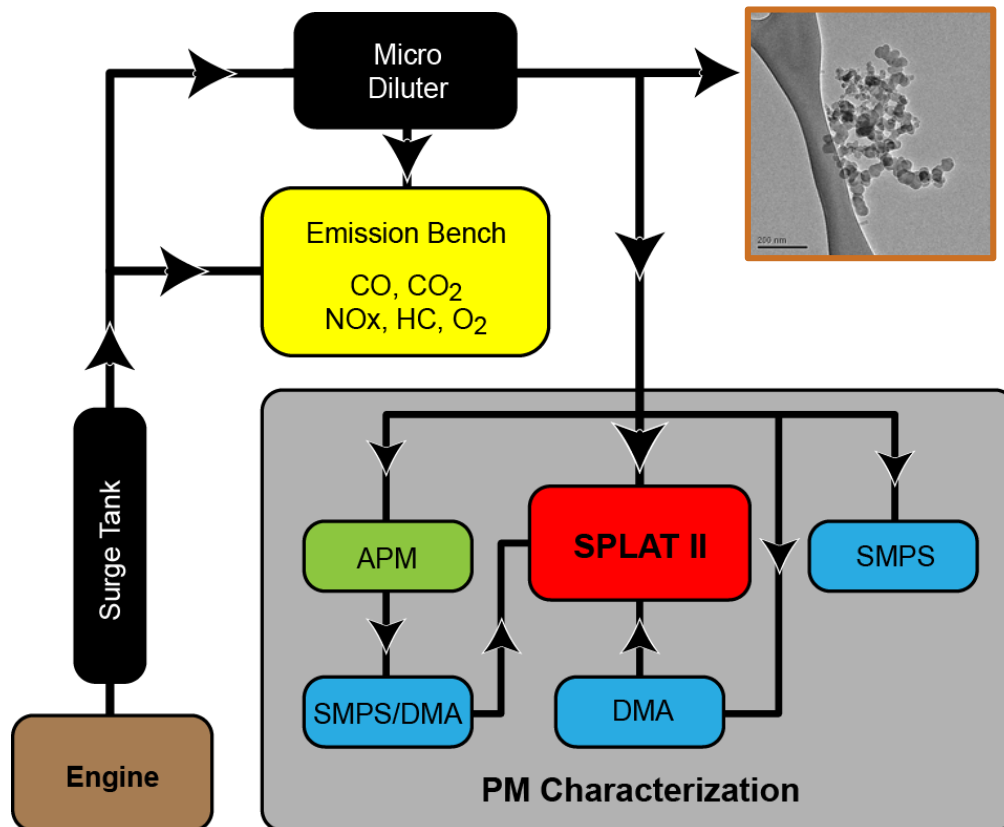 Micro
Diluter
Emission Bench
CO, CO2
NOx, HC, O2
200 nm
Surge Tank
Engine
APM
SPLAT II
SMPS
SMPS/DMA
DMA
PM Characterization